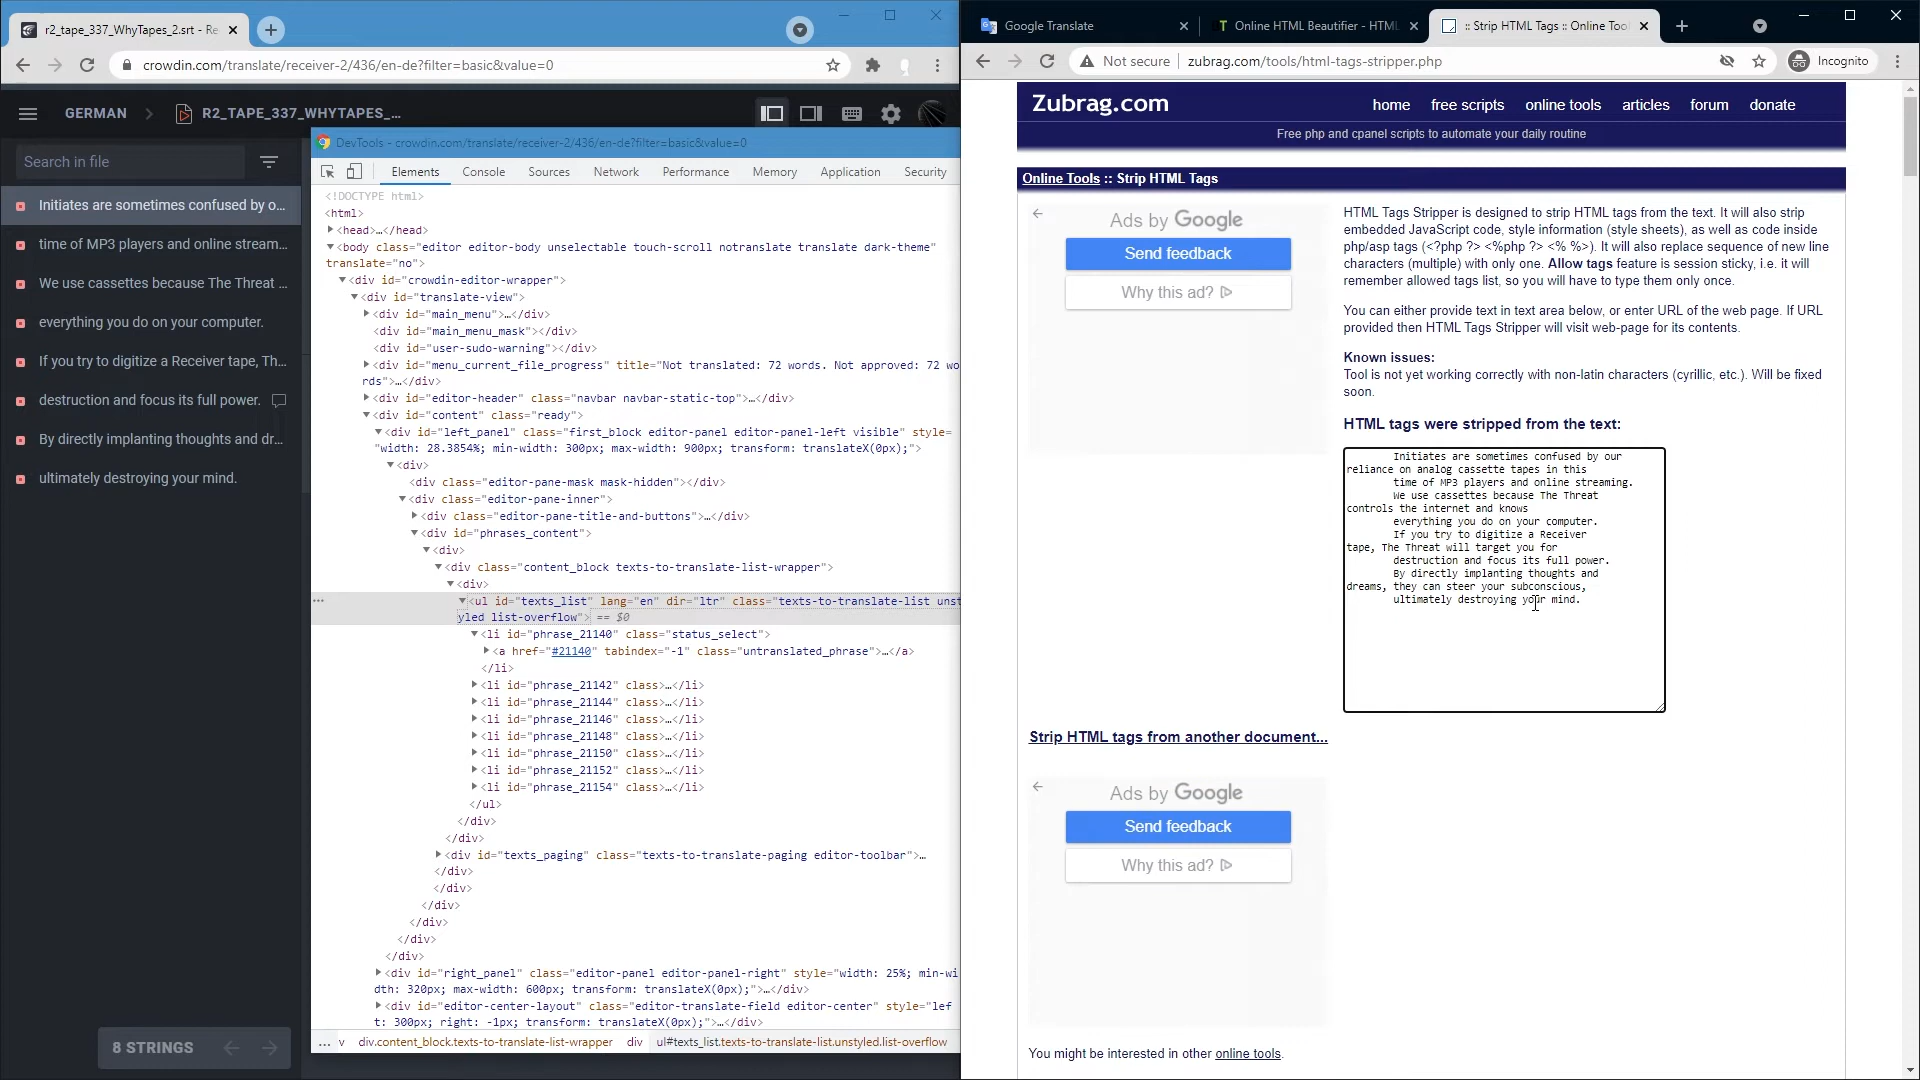 r2_tape_337_WhyTapes_2.srt - Re
crowdin.com/translate/receiver-2/436/en-de?filter=basic&value=0
GERMAN
R2_TAPE_337_WHYTAPES_...
Search in file
Initiates are sometimes confused by o...
time of MP3 players and online stream...
We use cassettes because The Threat ...
everything you do on your computer.
If you try to digitize a Receiver tape, Th...
destruction and focus its full power.
By directly implanting thoughts and dr...
ultimately destroying your mind.
8 STRINGS
DevTools - crowdin.com/translate/receiver-2/436/en-de?filter=basic&value=0
Elements Console Sources Network Performance Memory Application Security
<!DOCTYPE html>
<html>
<head>…</head>
<body class="editor editor-body unselectable touch-scroll notranslate translate dark-theme"
translate="no">
<div id="crowdin-editor-wrapper">
<div id="translate-view">
<div id="main_menu">…</div>
<div id="main_menu_mask"></div>
<div id="user-sudo-warning"></div>
<div id="menu_current_file_progress" title="Not translated: 72 words. Not approved: 72 wo
rds">…</div>
<div id="editor-header" class="navbar navbar-static-top">…</div>
<div id="content" class="ready">
<div id="left_panel" class="first_block editor-panel editor-panel-left visible" style=
"width: 28.3854%; min-width: 300px; max-width: 900px; transform: translateX(0px);">
<div>
<div class="editor-pane-mask mask-hidden"></div>
<div class="editor-pane-inner">
<div class="editor-pane-title-and-buttons">…</div>
<div id="phrases_content">
<div>
<div class="content_block texts-to-translate-list-wrapper">
<div>
<ul id="texts_list" lang="en" dir="ltr" class="texts-to-translate-list unst
yled list-overflow"> == $0
<li id="phrase_21140" class="status_select">
<a href="#21140" tabindex="-1" class="untranslated_phrase">…</a>
</li>
<li id="phrase_21142" class>…</li>
<li id="phrase_21144" class>…</li>
<li id="phrase_21146" class>…</li>
<li id="phrase_21148" class>…</li>
<li id="phrase_21150" class>…</li>
<li id="phrase_21152" class>…</li>
<li id="phrase_21154" class>…</li>
</ul>
</div>
</div>
<div id="texts_paging" class="texts-to-translate-paging editor-toolbar">…
</div>
</div>
</div>
</div>
</div>
</div>
<div id="right_panel" class="editor-panel editor-panel-right" style="width: 25%; min-wi
dth: 320px; max-width: 600px; transform: translateX(0px);">…</div>
<div id="editor-center-layout" class="editor-translate-field editor-center" style="lef
t: 300px; right: -1px; transform: translateX(0px);">…</div>
... v div.content_block.texts-to-translate-list-wrapper div ul#texts_list.texts-to-translate-list.unstyled.list-overflow
Google Translate
Online HTML Beautifier - HTML
:: Strip HTML Tags :: Online Tool
Not secure zubrag.com/tools/html-tags-stripper.php
Incognito
Zubrag.com
home free scripts online tools articles forum donate
Free php and cpanel scripts to automate your daily routine
Online Tools :: Strip HTML Tags
Ads by Google
Send feedback
Why this ad?
HTML Tags Stripper is designed to strip HTML tags from the text. It will also strip
embedded JavaScript code, style information (style sheets), as well as code inside
php/asp tags (<?php ?> <%php ?> <% %>). It will also replace sequence of new line
characters (multiple) with only one. Allow tags feature is session sticky, i.e. it will
remember allowed tags list, so you will have to type them only once.
You can either provide text in text area below, or enter URL of the web page. If URL
provided then HTML Tags Stripper will visit web-page for its contents.
Known issues:
Tool is not yet working correctly with non-latin characters (cyrillic, etc.). Will be fixed
soon.
HTML tags were stripped from the text:
Initiates are sometimes confused by our
reliance on analog cassette tapes in this
time of MP3 players and online streaming.
We use cassettes because The Threat
controls the internet and knows
everything you do on your computer.
If you try to digitize a Receiver
tape, The Threat will target you for
destruction and focus its full power.
By directly implanting thoughts and
dreams, they can steer your subconscious,
ultimately destroying your mind.
Strip HTML tags from another document...
Ads by Google
Send feedback
Why this ad?
You might be interested in other online tools.